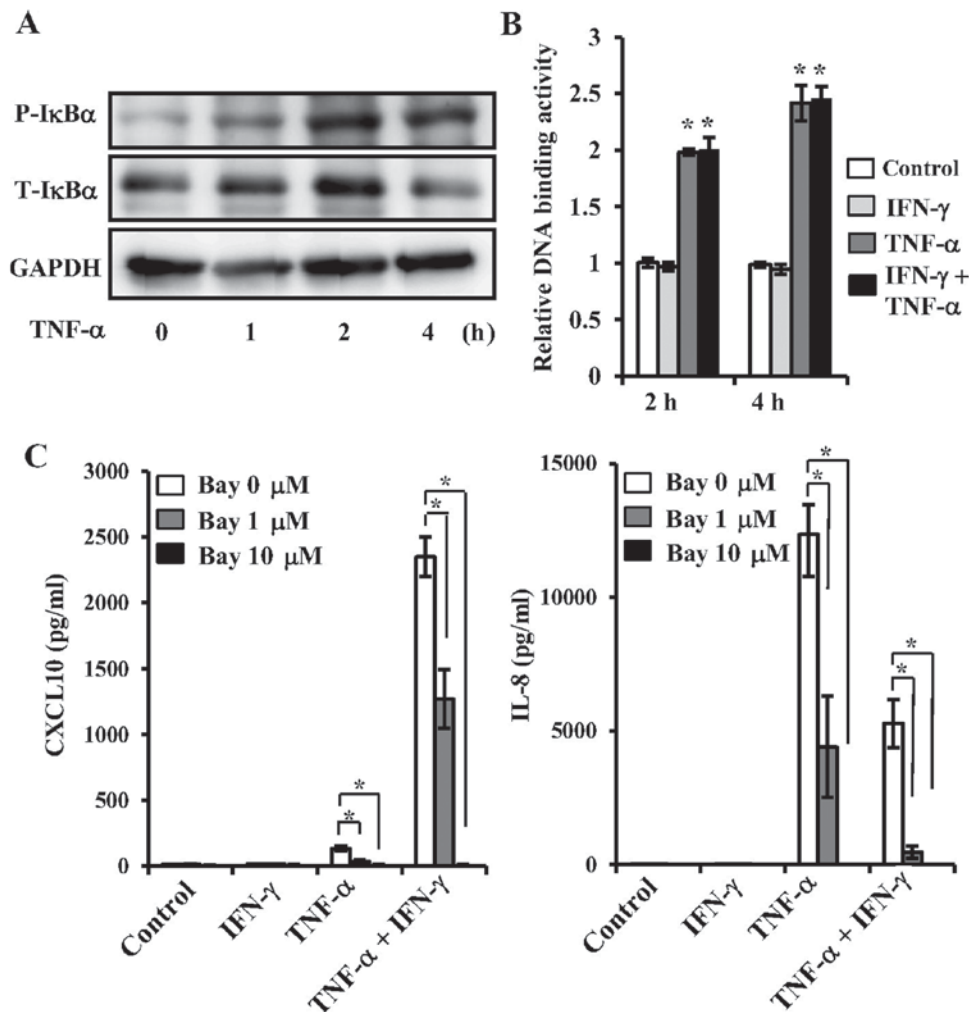 A
P-IκBα
T-IκBα
GAPDH
TNF-α 0 1 2 4 (h)
B
Relative DNA binding activity
3
2.5
2
1.5
1
0.5
0
* *
* *
2 h 4 h
Control
IFN-γ
TNF-α
IFN-γ +
TNF-α
C
CXCL10 (pg/ml)
3000
2500
2000
1500
1000
500
0
Bay 0 μM
Bay 1 μM
Bay 10 μM
*
*
*
*
Control
IFN-γ
TNF-α
TNF-α + IFN-γ
IL-8 (pg/ml)
15000
10000
5000
0
Bay 0 μM
Bay 1 μM
Bay 10 μM
*
*
*
*
Control
IFN-γ
TNF-α
TNF-α + IFN-γ